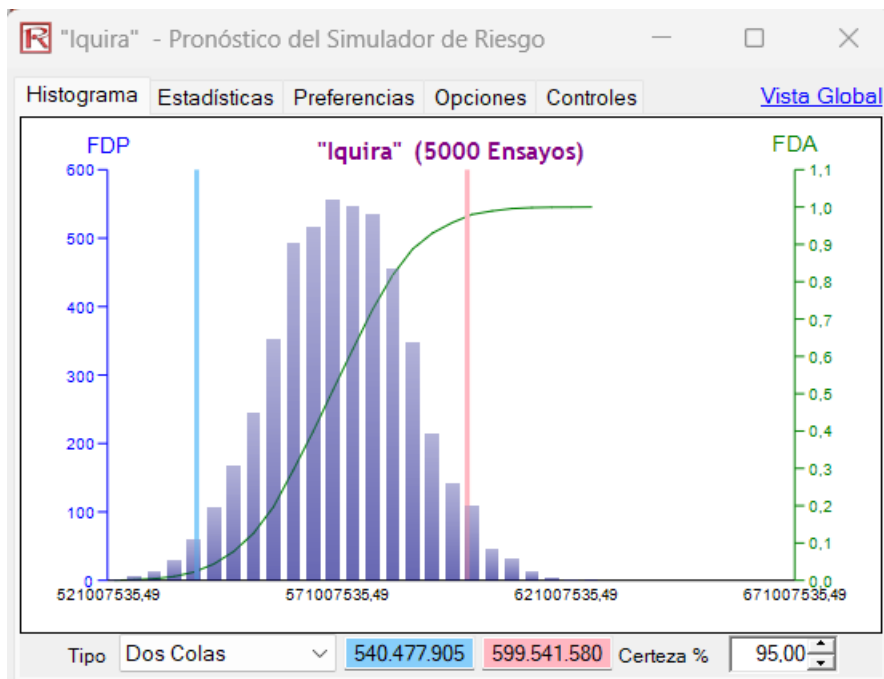 "Iquira" - Pronóstico del Simulador de Riesgo
Histograma Estadísticas Preferencias Opciones Controles Vista Global
FDP "Iquira" (5000 Ensayos) FDA
600 1,1
1,0
500 0,9
0,8
400 0,7
0,6
300 0,5
200 0,4
0,3
100 0,2
0,1
0 0,0
521007535,49 571007535,49 621007535,49 671007535,49
Tipo Dos Colas 540.477.905 599.541.580 Certeza % 95,00